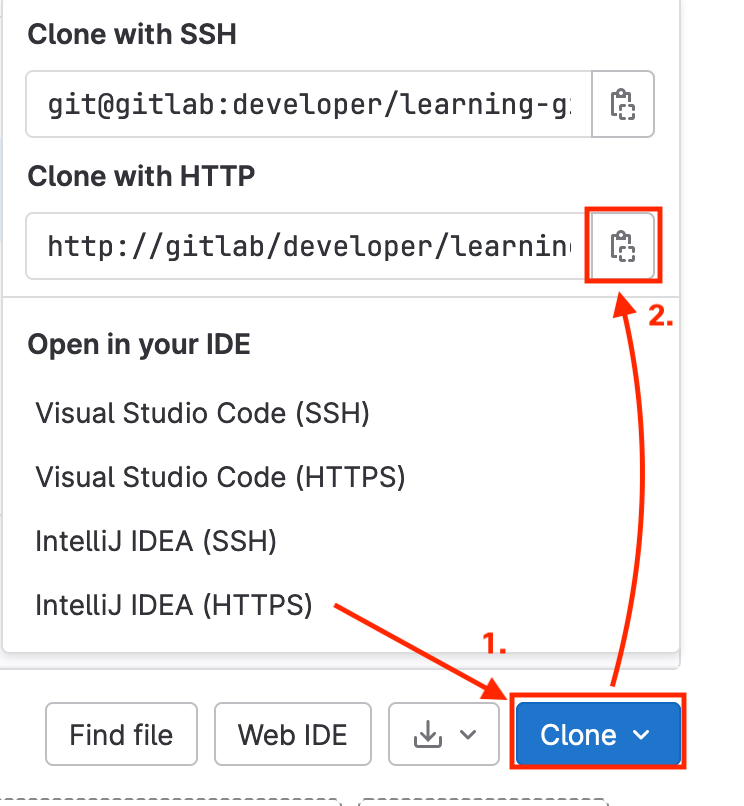 Clone with SSH
git@gitlab:developer/learning-g
Clone with HTTP
http://gitlab/developer/learnin
2.
Open in your IDE
Visual Studio Code (SSH)
Visual Studio Code (HTTPS)
IntelliJ IDEA (SSH)
IntelliJ IDEA (HTTPS)
1.
Find file
Web IDE
Clone